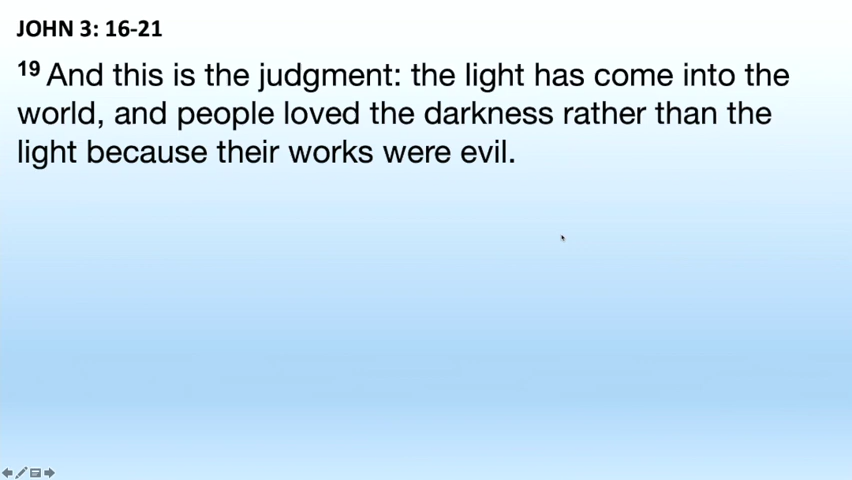 JOHN 3: 16-21
19 And this is the judgment: the light has come into the
world, and people loved the darkness rather than the
light because their works were evil.